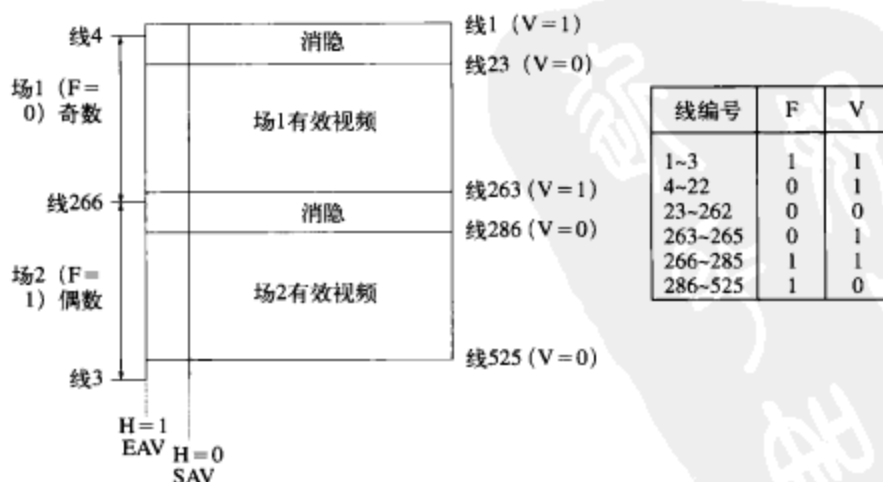 线4
线1 (V=1)
消隐
线23 (V=0)
场1 (F=
0) 奇数
场1有效视频
线266
线263 (V=1)
消隐
线286 (V=0)
场2 (F=
1) 偶数
场2有效视频
线525 (V=0)
线3
H=1
EAV
H=0
SAV
线编号 F V
1~3 1 1
4~22 0 1
23~262 0 0
263~265 0 1
266~285 1 1
286~525 1 0